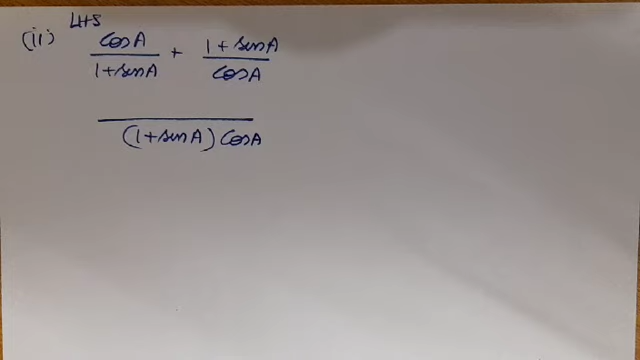 LHS
(ii) cosA/1+sinA + 1+sinA/cosA
(1+sinA) cosA